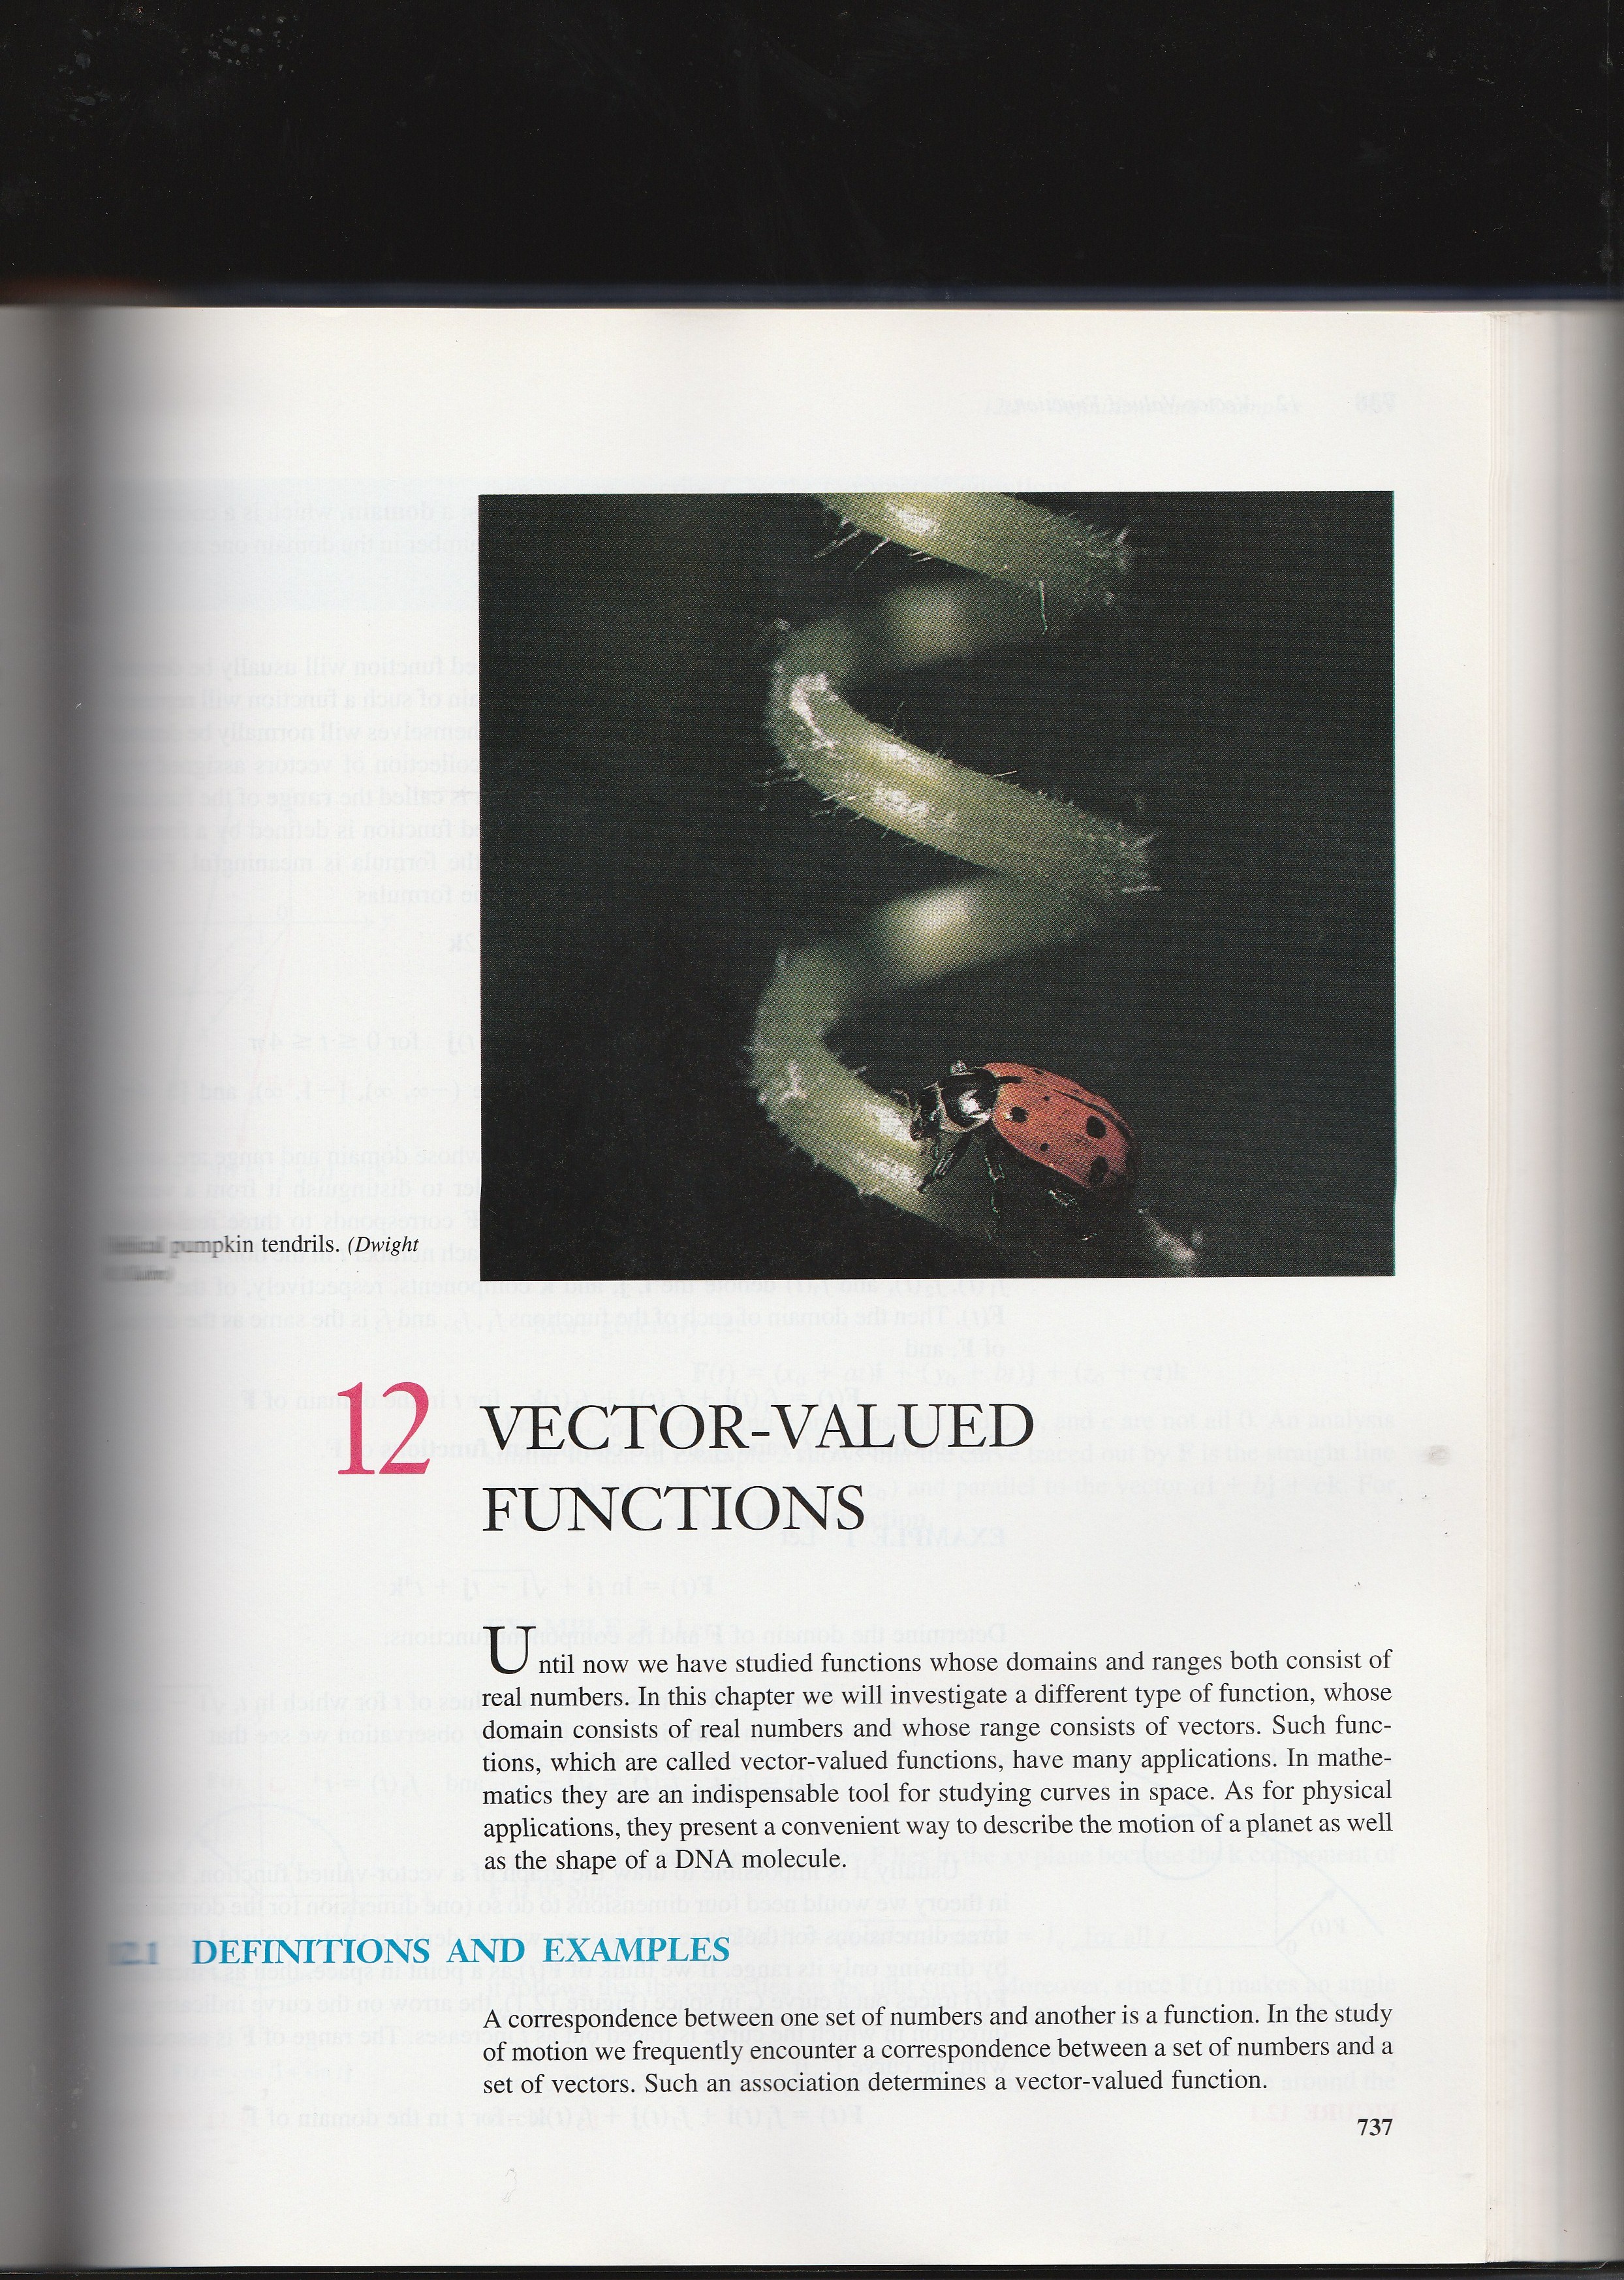 pumpkin tendrils. (Dwight
12 VECTOR-VALUED
FUNCTIONS
Until now we have studied functions whose domains and ranges both consist of
real numbers. In this chapter we will investigate a different type of function, whose
domain consists of real numbers and whose range consists of vectors. Such func-
tions, which are called vector-valued functions, have many applications. In mathe-
matics they are an indispensable tool for studying curves in space. As for physical
applications, they present a convenient way to describe the motion of a planet as well
as the shape of a DNA molecule.
12.1 DEFINITIONS AND EXAMPLES
A correspondence between one set of numbers and another is a function. In the study
of motion we frequently encounter a correspondence between a set of numbers and a
set of vectors. Such an association determines a vector-valued function.
737